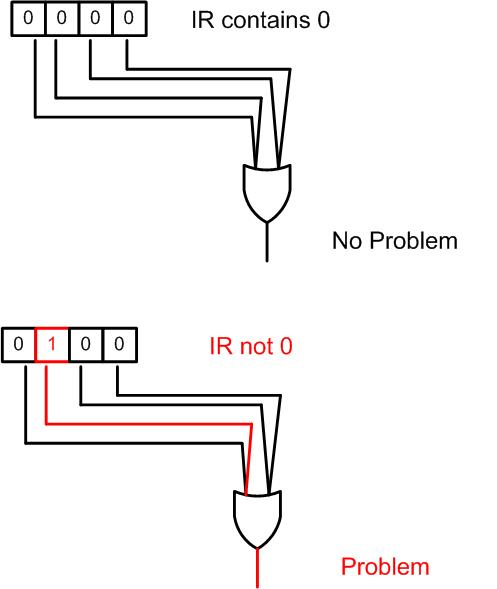 0 0 0 0 IR contains 0
No Problem
0 1 0 0 IR not 0
Problem